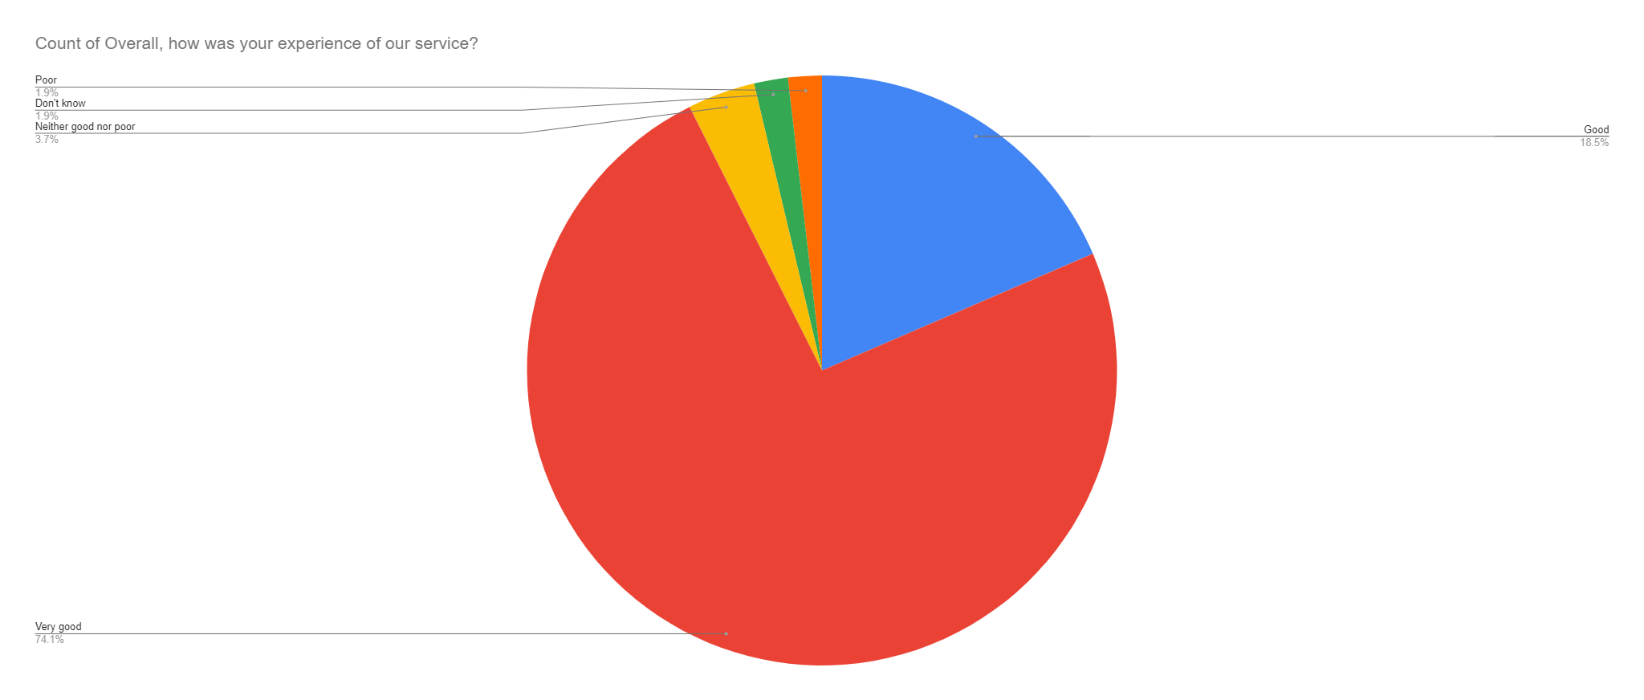 Count of Overall, how was your experience of our service?
Poor
1.9%
Don't know
1.9%
Neither good nor poor
3.7%
Good
18.5%
Very good
74.1%